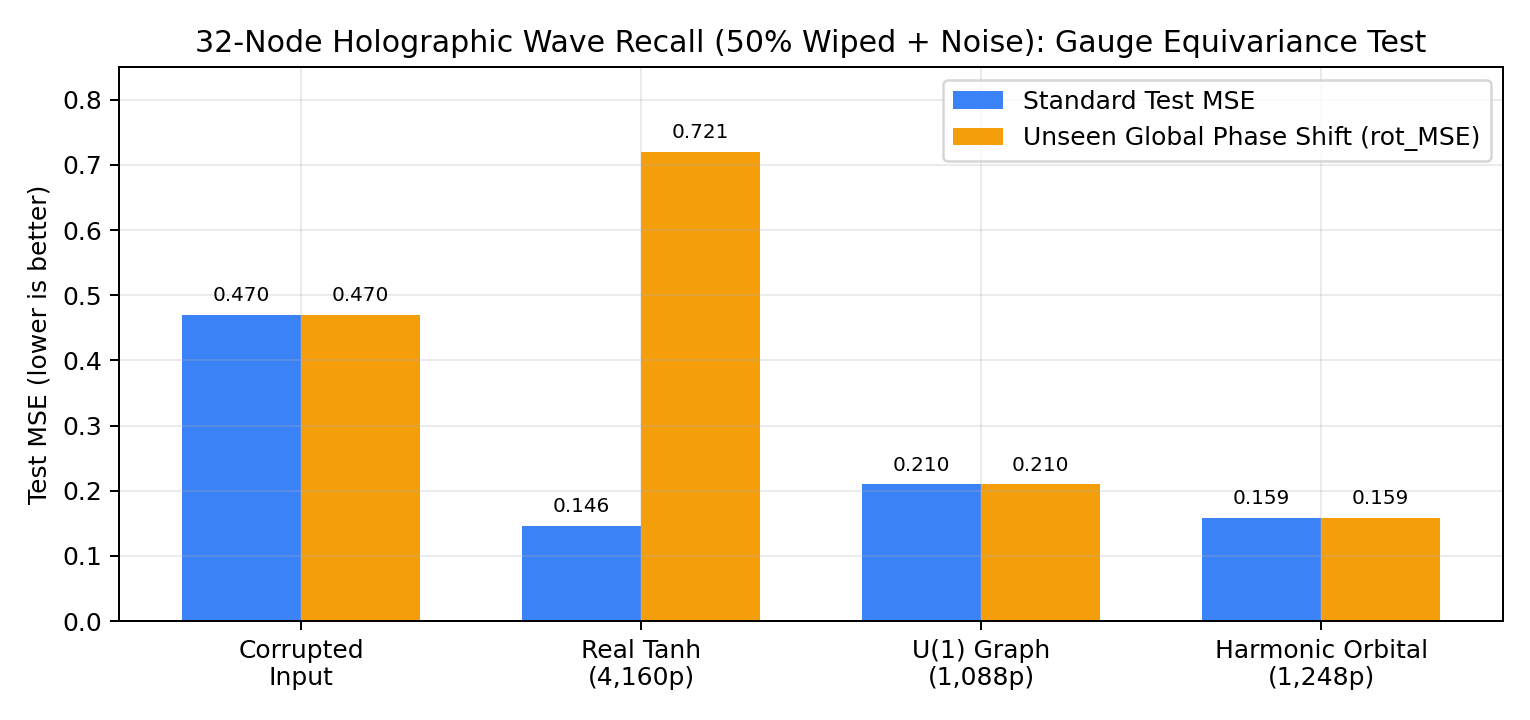 32-Node Holographic Wave Recall (50% Wiped + Noise): Gauge Equivariance Test
Standard Test MSE
Unseen Global Phase Shift (rot_MSE)
Test MSE (lower is better)
0.8
0.7
0.6
0.5
0.4
0.3
0.2
0.1
0.0
0.470
0.470
0.146
0.721
0.210
0.210
0.159
0.159
Corrupted
Input
Real Tanh
(4,160p)
U(1) Graph
(1,088p)
Harmonic Orbital
(1,248p)